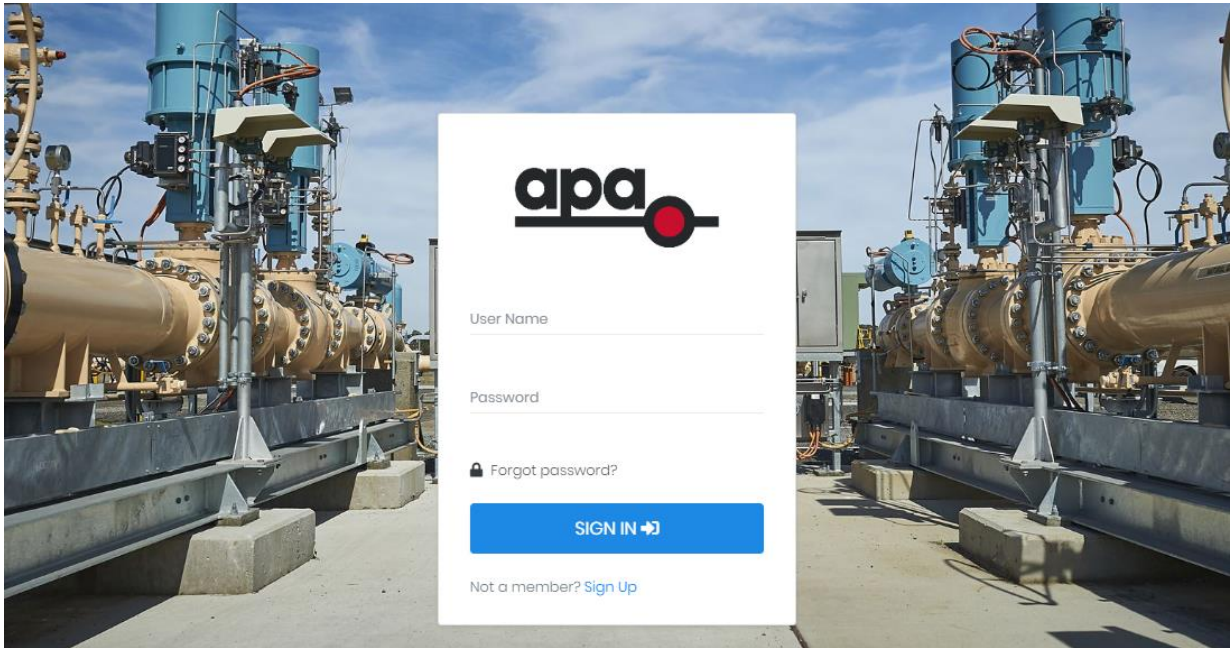 apa
User Name
Password
Forgot password?
SIGN IN
Not a member? Sign Up